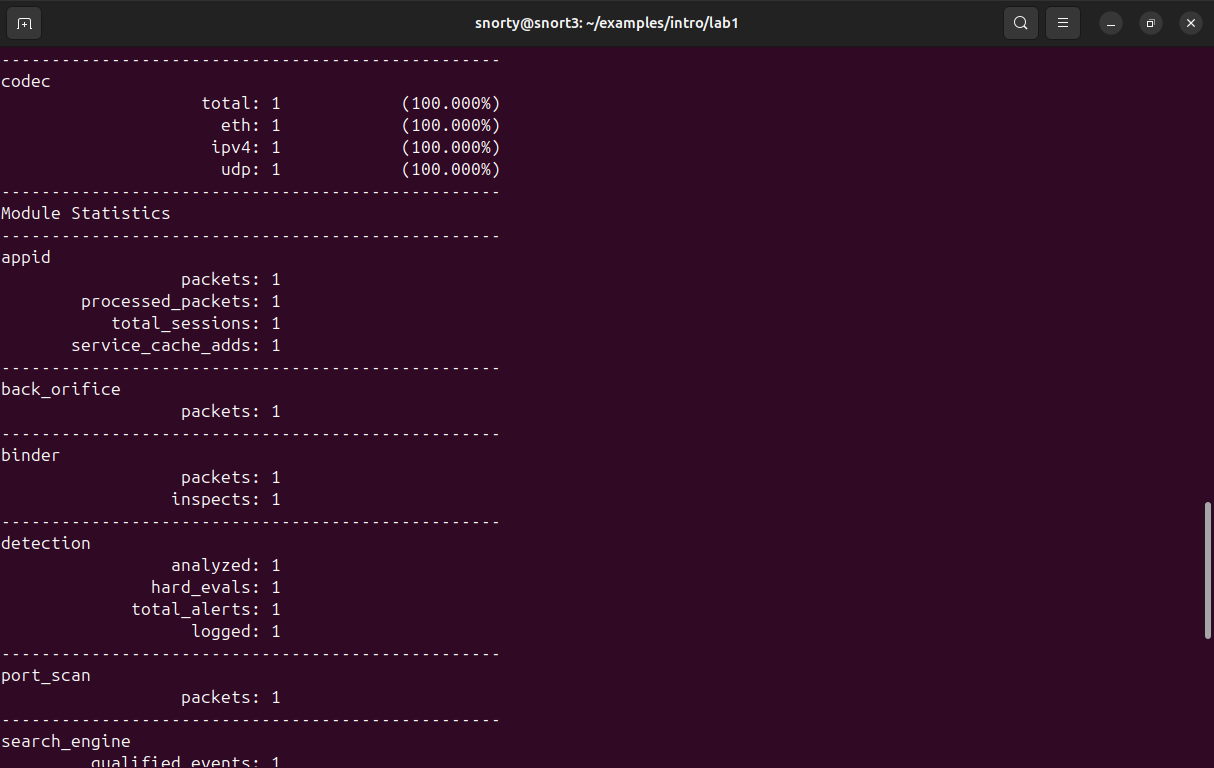 snorty@snort3: ~/examples/intro/lab1
--------------------------------------------------
codec
total: 1 (100.000%)
eth: 1 (100.000%)
ipv4: 1 (100.000%)
udp: 1 (100.000%)
--------------------------------------------------
Module Statistics
--------------------------------------------------
appid
packets: 1
processed_packets: 1
total_sessions: 1
service_cache_adds: 1
--------------------------------------------------
back_orifice
packets: 1
--------------------------------------------------
binder
packets: 1
inspects: 1
--------------------------------------------------
detection
analyzed: 1
hard_evals: 1
total_alerts: 1
logged: 1
--------------------------------------------------
port_scan
packets: 1
--------------------------------------------------
search_engine
qualified_events: 1